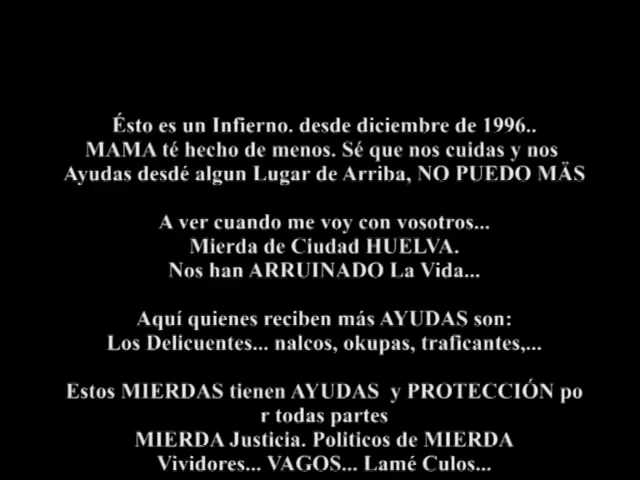 Ésto es un Infierno. desde diciembre de 1996..
MAMA té hecho de menos. Sé que nos cuidas y nos
Ayudas desdé algun Lugar de Arriba, NO PUEDO MÄS
A ver cuando me voy con vosotros...
Mierda de Ciudad HUELVA.
Nos han ARRUINADO La Vida...
Aquí quienes reciben más AYUDAS son:
Los Delicuentes... nalcos, okupas, traficantes,...
Estos MIERDAS tienen AYUDAS  y PROTECCIÓN po
r todas partes
MIERDA Justicia. Politicos de MIERDA
Vividores... VAGOS... Lamé Culos...